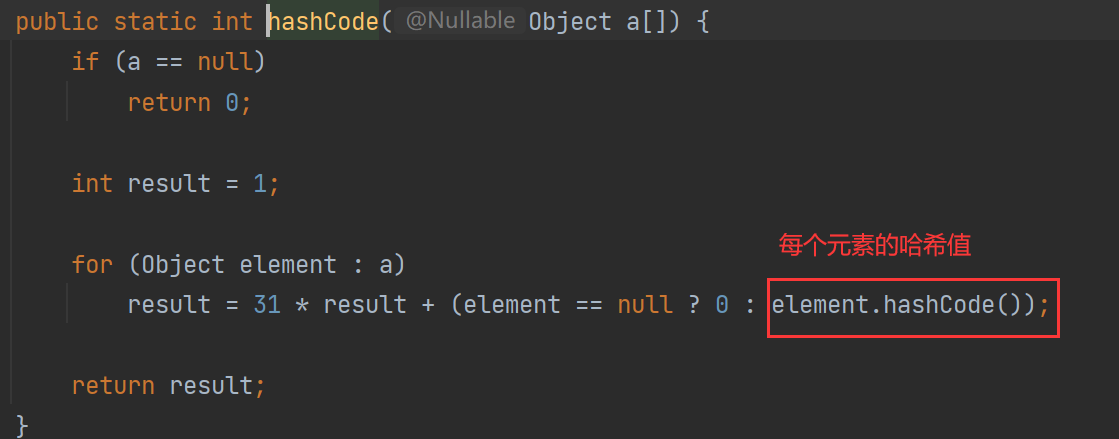 public static int hashCode( @Nullable Object a[]) {
if (a == null)
return 0;
int result = 1;
每个元素的哈希值
for (Object element : a)
result = 31 * result + (element == null ? 0 : element.hashCode());
return result;
}